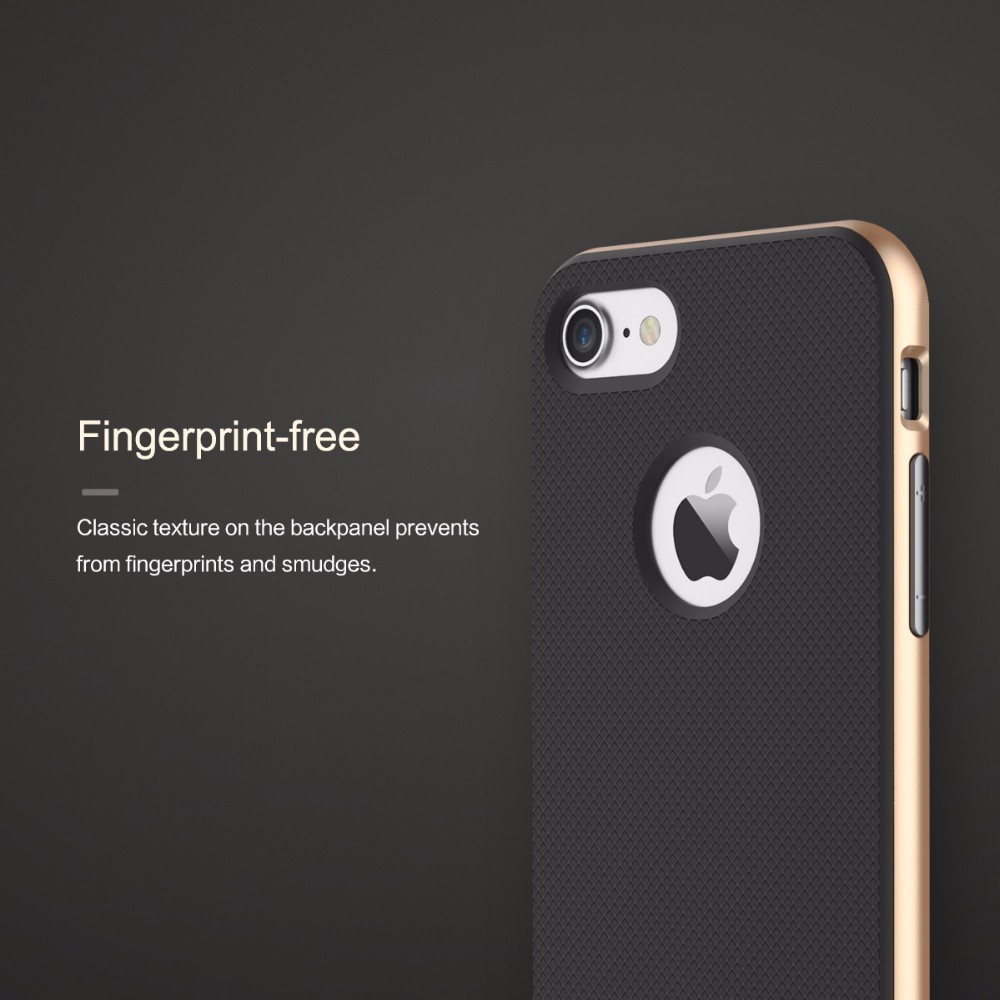 Fingerprint-free
Classic texture on the backpanel prevents
from fingerprints and smudges.